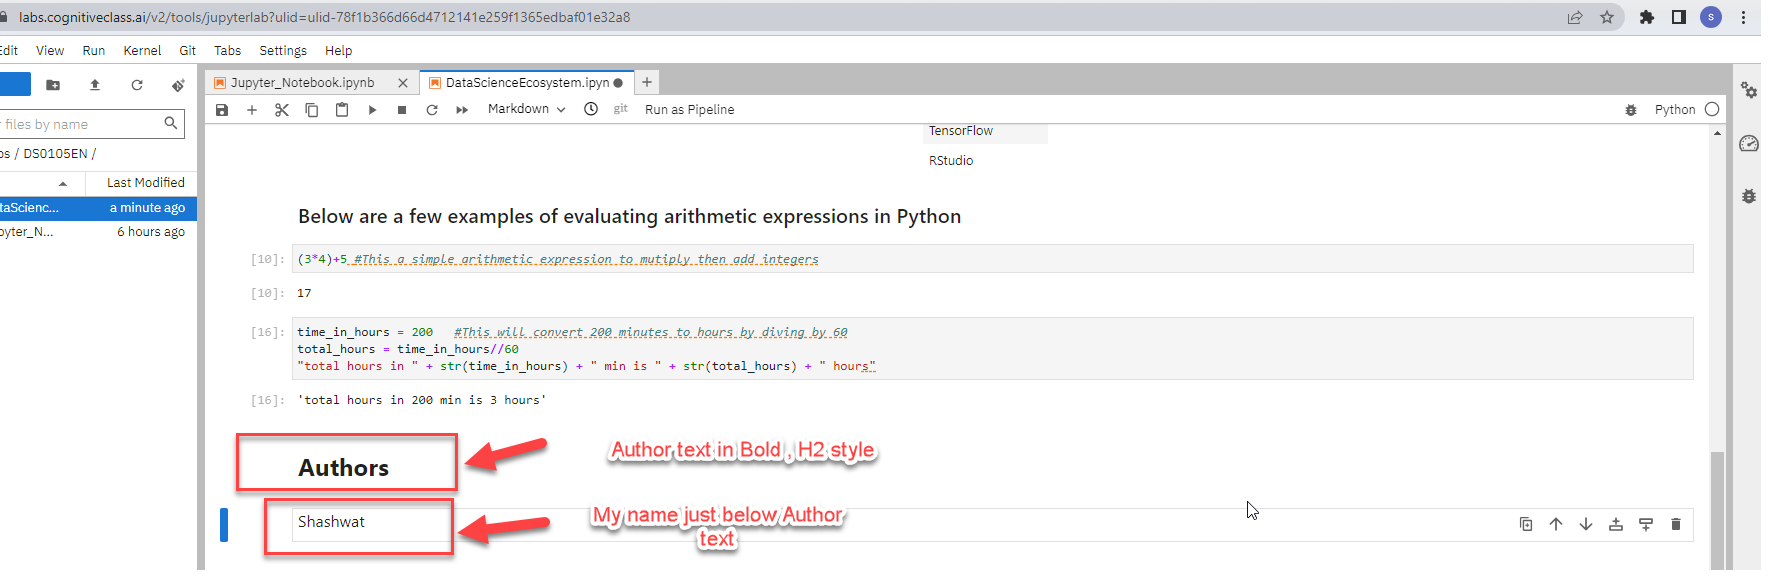 labs.cognitiveclass.ai/v2/tools/jupyterlab?ulid=ulid-78f1b366d66d4712141e259f1365edbaf01e32a8
S
Edit View Run Kernel Git Tabs Settings Help
Jupyter_Notebook.ipynb
DataScienceEcosystem.ipyn
Markdown
git
Run as Pipeline
Python
r files by name
os / DS0105EN /
Last Modified
taScienc... a minute ago
pyter_N... 6 hours ago
TensorFlow
RStudio
Below are a few examples of evaluating arithmetic expressions in Python
[10]: (3*4)+5 #This a simple arithmetic expression to mutiply then add integers
[10]: 17
[16]: time_in_hours = 200 #This will convert 200 minutes to hours by diving by 60
total_hours = time_in_hours//60
"total hours in " + str(time_in_hours) + " min is " + str(total_hours) + " hours"
[16]: 'total hours in 200 min is 3 hours'
Authors
Author text in Bold , H2 style
Shashwat
My name just below Author
text